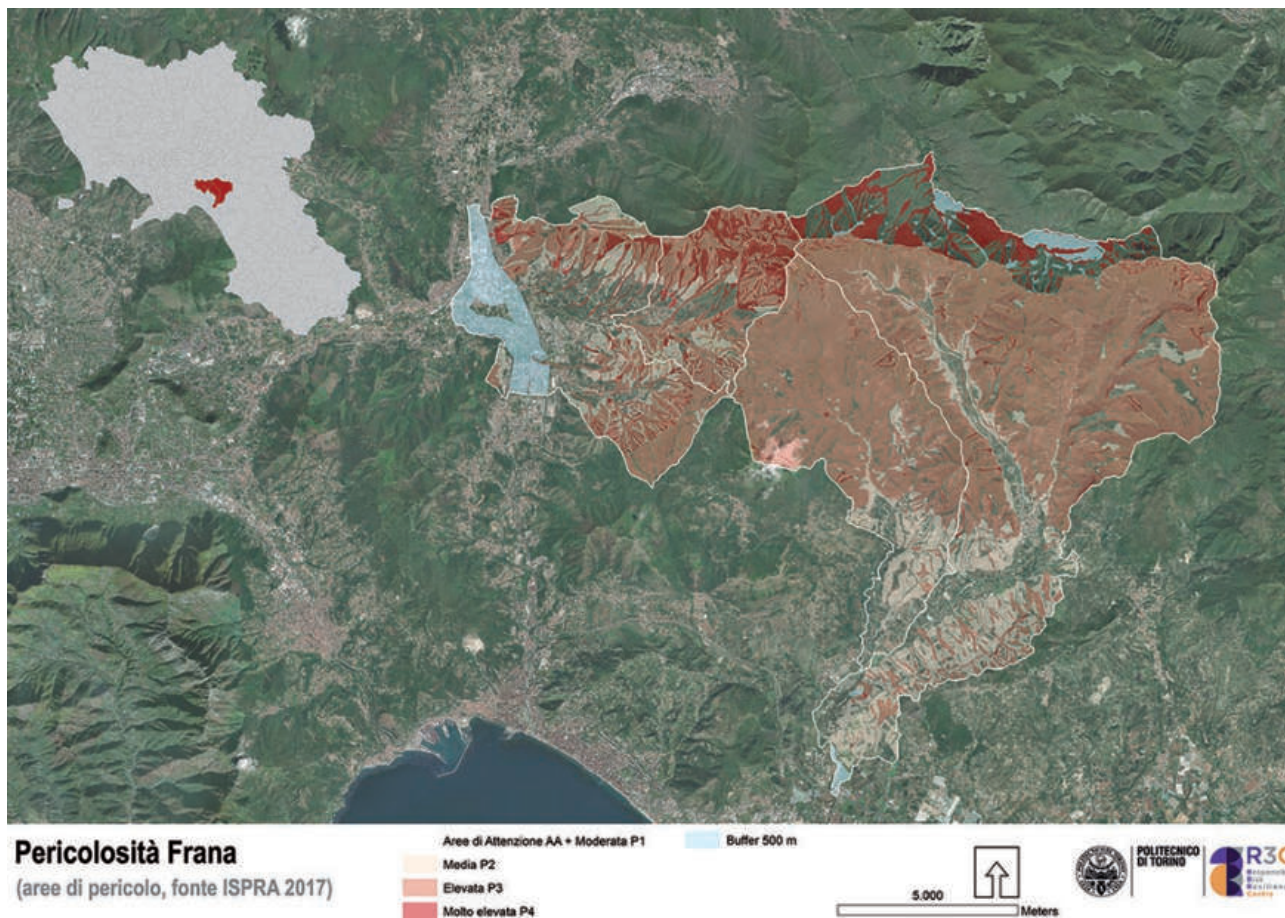 Pericolosità Frana
(aree di pericolo, fonte ISPRA 2017)
Aree di Attenzione AA + Moderata P1
Media P2
Elevata P3
Molto elevata P4
Buffer 500 m
5.000
Meters
POLITECNICO
DI TORINO
R3C